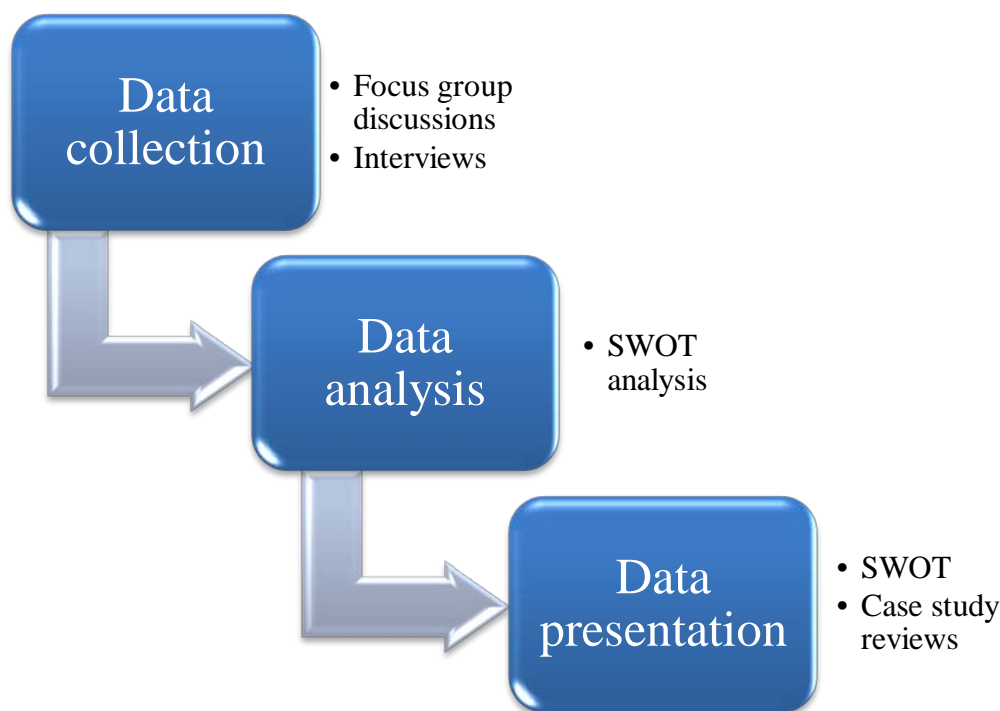 Data
collection
• Focus group
discussions
• Interviews
Data
analysis
• SWOT
analysis
Data
presentation
• SWOT
• Case study
reviews